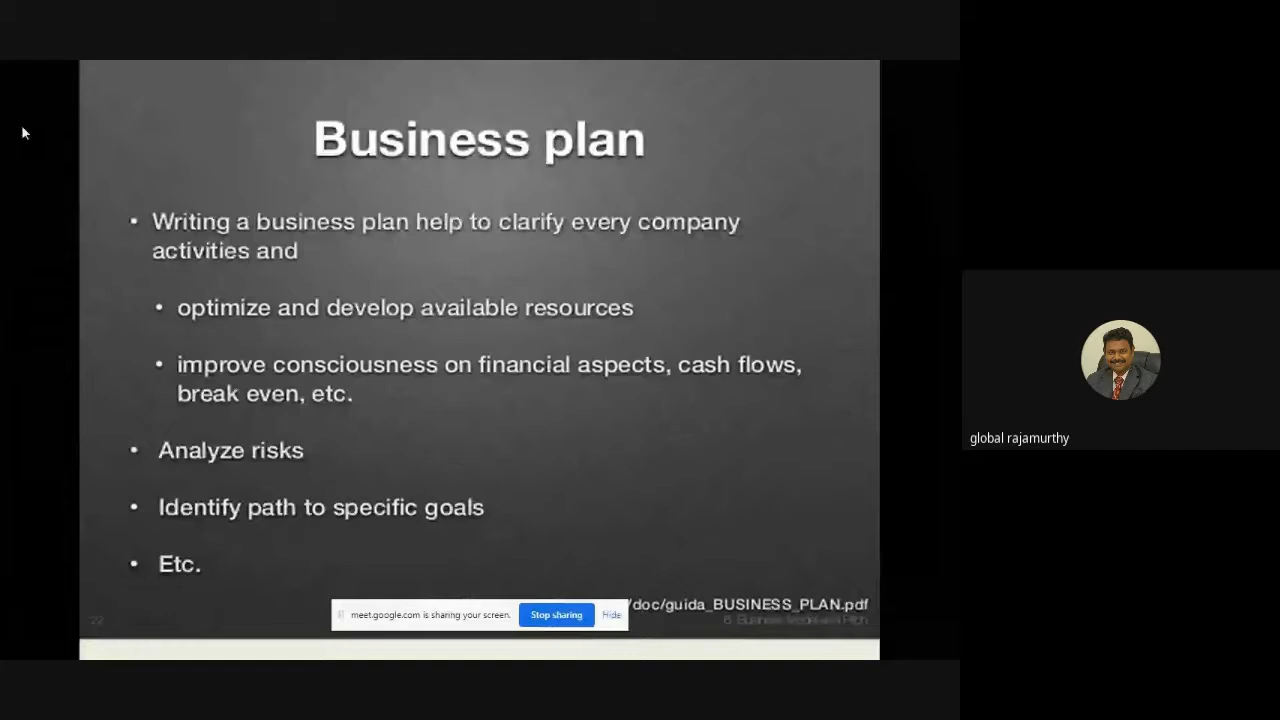 Business plan
• Writing a business plan help to clarify every company
activities and
• optimize and develop available resources
• improve consciousness on financial aspects, cash flows,
break even, etc.
• Analyze risks
• Identify path to specific goals
• Etc.
/doc/guida_BUSINESS_PLAN.pdf
meet.google.com is sharing your screen.
Stop sharing
Hide
22
global rajamurthy